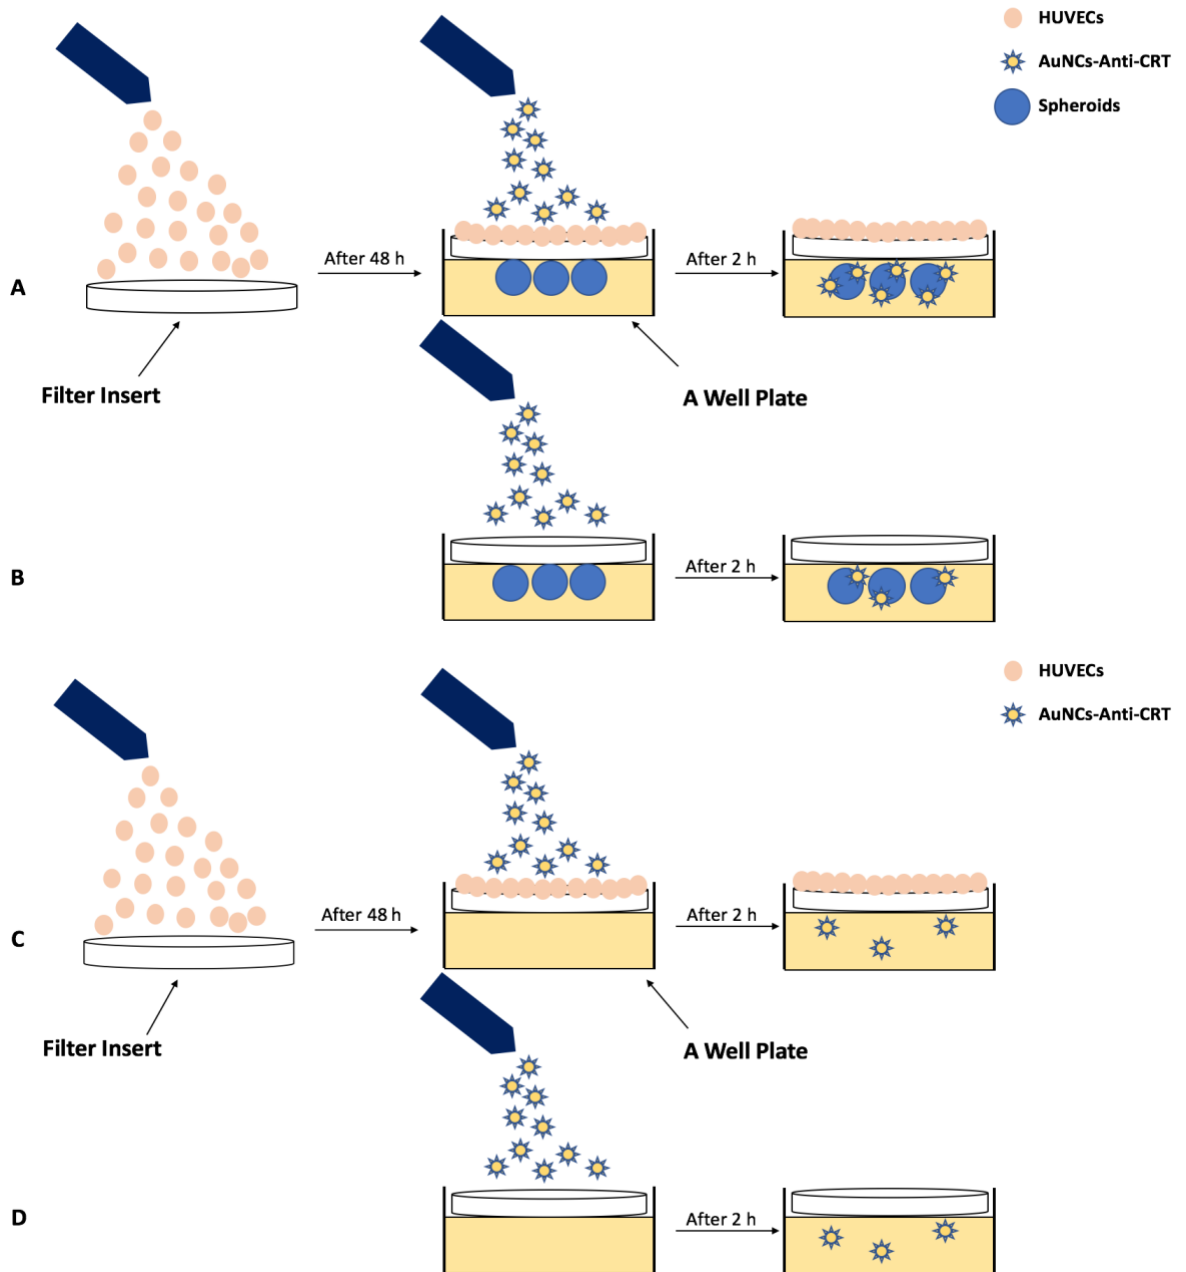 HUVECs
AuNCs-Anti-CRT
Spheroids
After 48 h
After 2 h
A
Filter Insert
A Well Plate
After 2 h
B
HUVECs
AuNCs-Anti-CRT
After 48 h
After 2 h
C
Filter Insert
A Well Plate
After 2 h
D